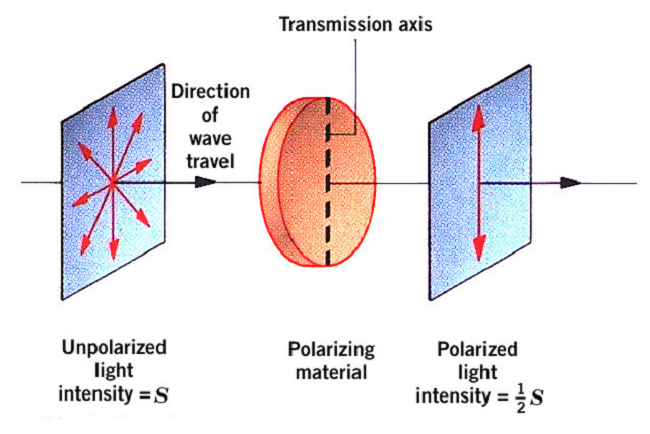 Transmission axis
Direction
of
wave
travel
Unpolarized
light
intensity = S
Polarizing
material
Polarized
light
intensity = ½ S